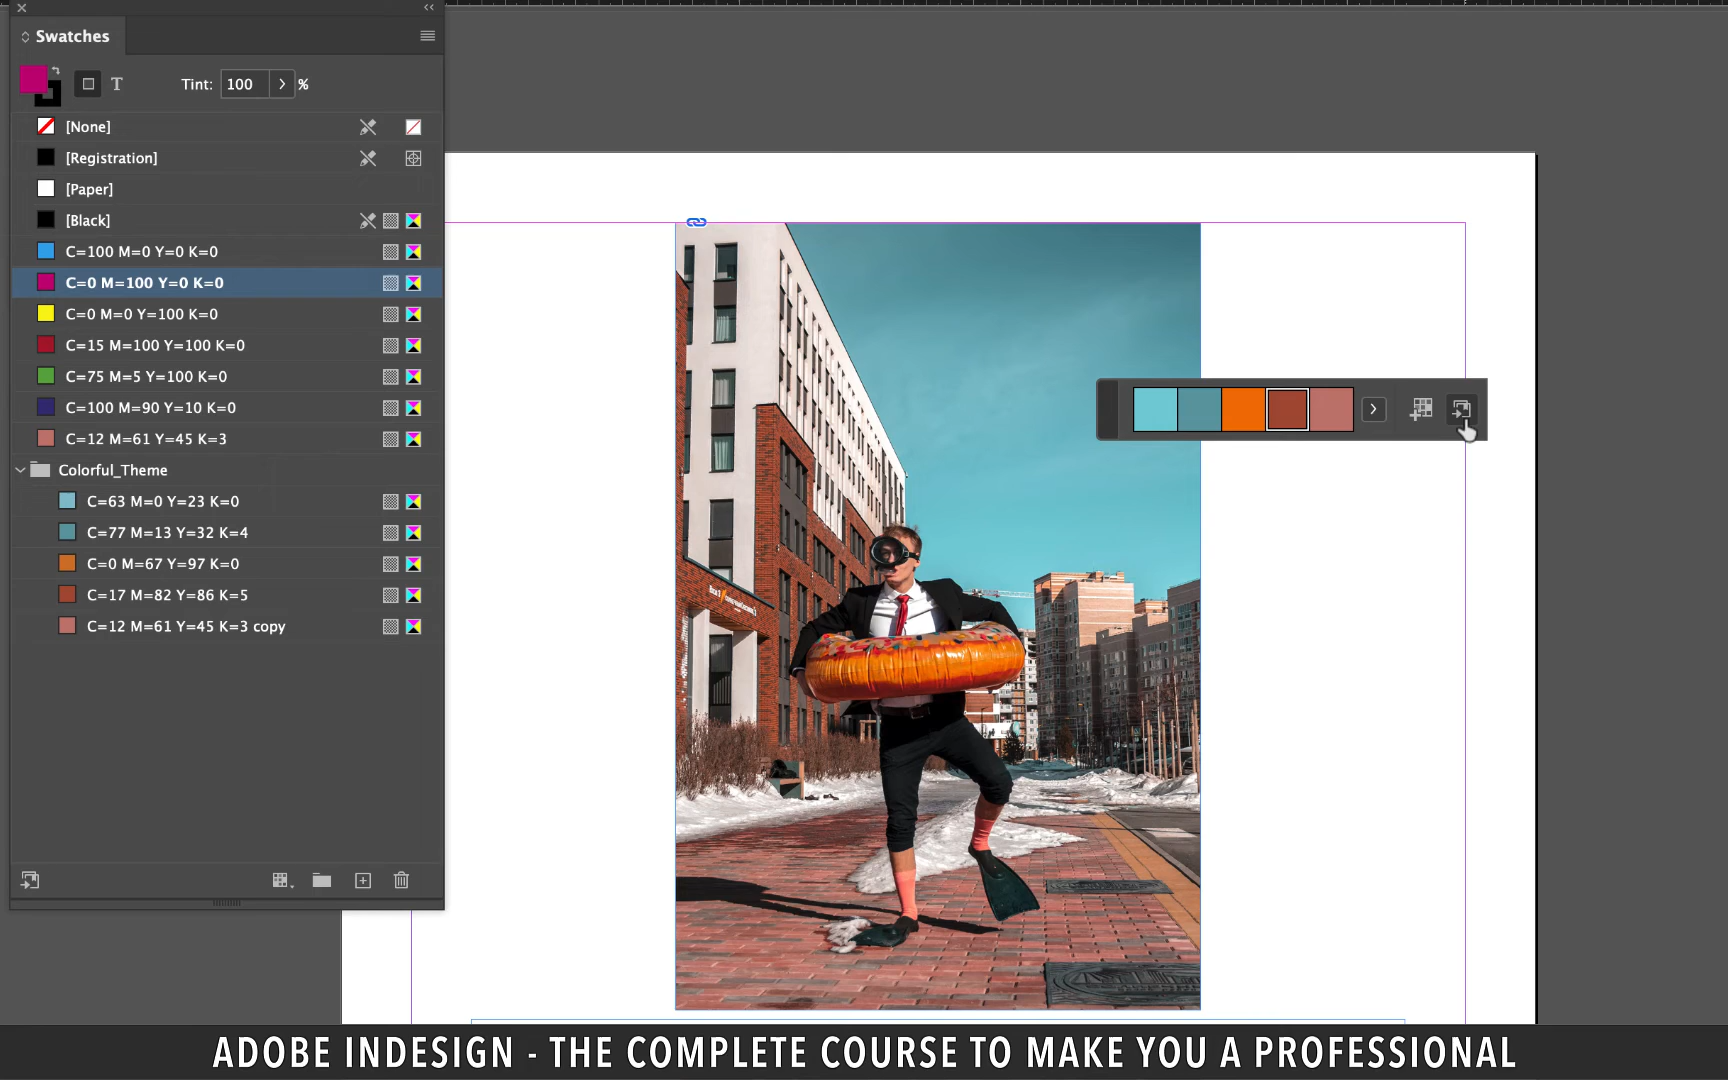 Swatches
T
Tint: 100 %
[None]
[Registration]
[Paper]
[Black]
C=100 M=0 Y=0 K=0
C=0 M=100 Y=0 K=0
C=0 M=0 Y=100 K=0
C=15 M=100 Y=100 K=0
C=75 M=5 Y=100 K=0
C=100 M=90 Y=10 K=0
C=12 M=61 Y=45 K=3
Colorful_Theme
C=63 M=0 Y=23 K=0
C=77 M=13 Y=32 K=4
C=0 M=67 Y=97 K=0
C=17 M=82 Y=86 K=5
C=12 M=61 Y=45 K=3 copy
ADOBE INDESIGN - THE COMPLETE COURSE TO MAKE YOU A PROFESSIONAL